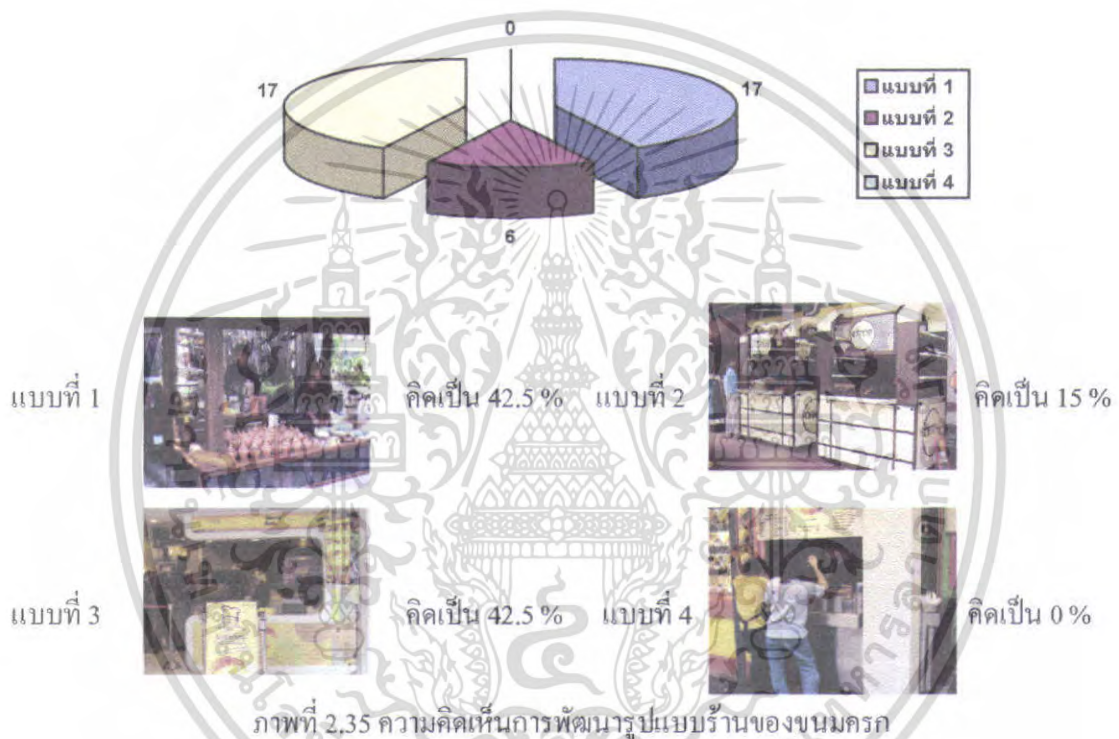 0
17
17
6
แบบที่ 1
แบบที่ 2
แบบที่ 3
แบบที่ 4
แบบที่ 1 คิดเป็น 42.5 % แบบที่ 2 คิดเป็น 15 %
แบบที่ 3 คิดเป็น 42.5 % แบบที่ 4 คิดเป็น 0 %
ภาพที่ 2.35 ความคิดเห็นการพัฒนารูปแบบร้านของขนมครก